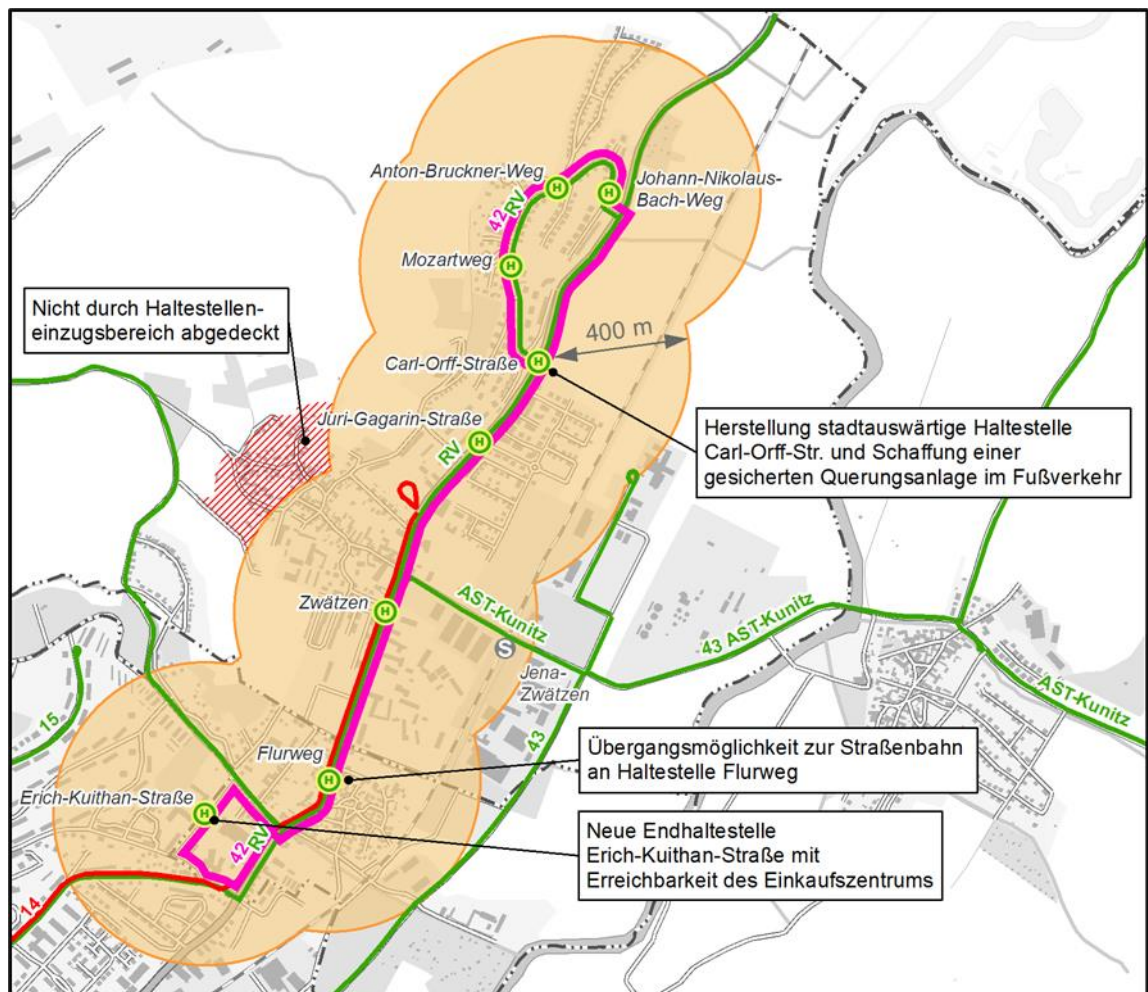 Anton-Bruckner-Weg
Johann-Nikolaus-
Bach-Weg
42
RV
Mozartweg
Nicht durch Haltestellen-
einzugsbereich abgedeckt
400 m
Carl-Orff-Straße
Juri-Gagarin-Straße
RV
Herstellung stadtauswärtige Haltestelle
Carl-Orff-Str. und Schaffung einer
gesicherten Querungsanlage im Fußverkehr
Zwätzen
AST-Kunitz
43 AST-Kunitz
S
Jena-
Zwätzen
AST-Kunitz
15
43
Flurweg
Übergangsmöglichkeit zur Straßenbahn
an Haltestelle Flurweg
Erich-Kuithan-Straße
42
RV
Neue Endhaltestelle
Erich-Kuithan-Straße mit
Erreichbarkeit des Einkaufszentrums
14
H
H
H
H
H
H
H
H